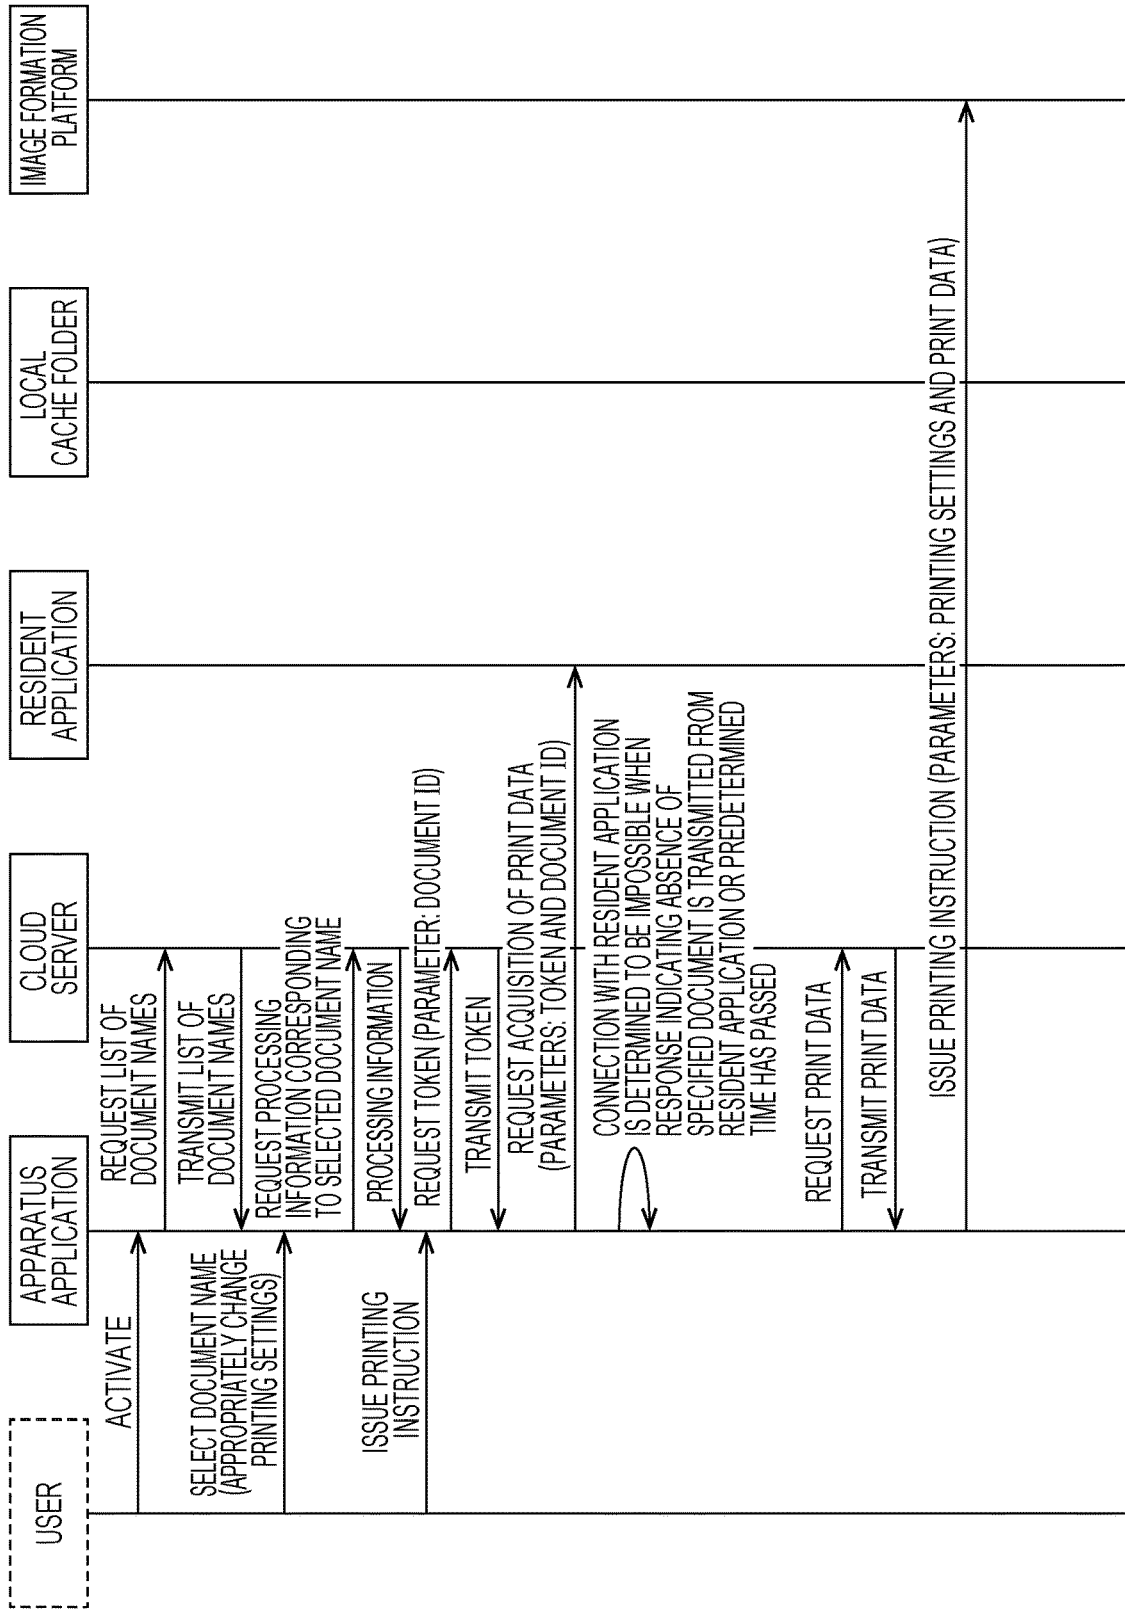 USER
APPARATUS
APPLICATION
CLOUD
SERVER
RESIDENT
APPLICATION
LOCAL
CACHE FOLDER
IMAGE FORMATION
PLATFORM
ACTIVATE
REQUEST LIST OF
DOCUMENT NAMES
TRANSMIT LIST OF
DOCUMENT NAMES
SELECT DOCUMENT NAME
(APPROPRIATELY CHANGE
PRINTING SETTINGS)
REQUEST PROCESSING
INFORMATION CORRESPONDING
TO SELECTED DOCUMENT NAME
PROCESSING INFORMATION
ISSUE PRINTING
INSTRUCTION
REQUEST TOKEN (PARAMETER: DOCUMENT ID)
TRANSMIT TOKEN
REQUEST ACQUISITION OF PRINT DATA
(PARAMETERS: TOKEN AND DOCUMENT ID)
CONNECTION WITH RESIDENT APPLICATION
IS DETERMINED TO BE IMPOSSIBLE WHEN
RESPONSE INDICATING ABSENCE OF
SPECIFIED DOCUMENT IS TRANSMITTED FROM
RESIDENT APPLICATION OR PREDETERMINED
TIME HAS PASSED
REQUEST PRINT DATA
TRANSMIT PRINT DATA
ISSUE PRINTING INSTRUCTION (PARAMETERS: PRINTING SETTINGS AND PRINT DATA)